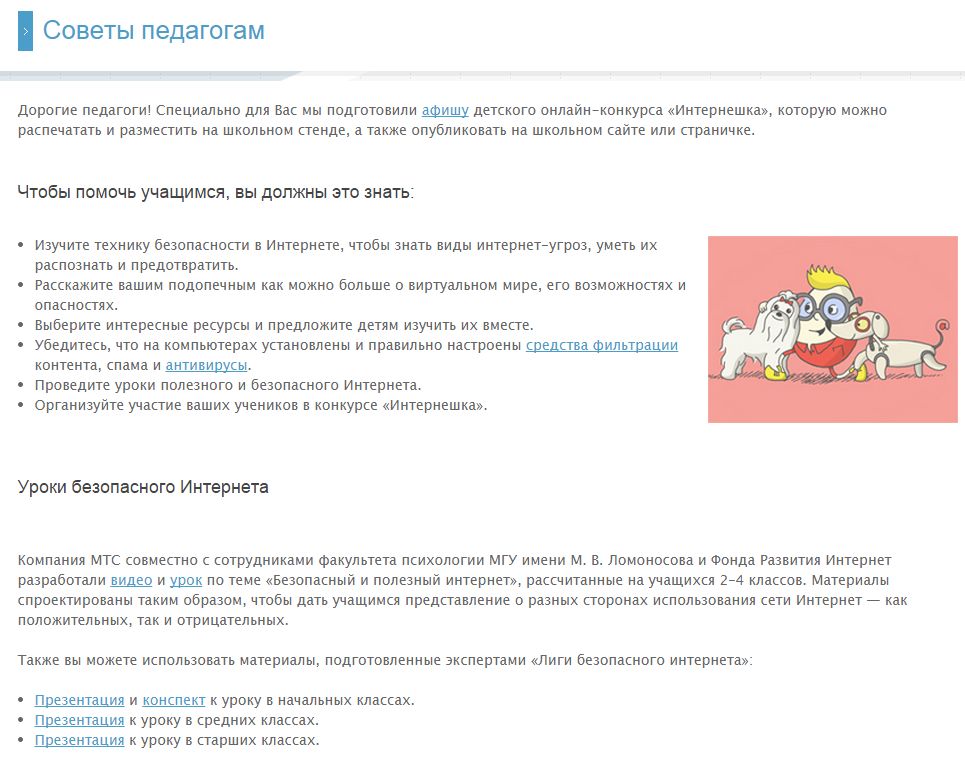 Советы педагогам
Дорогие педагоги! Специально для Вас мы подготовили афишу детского онлайн-конкурса «Интернешка», которую можно
распечатать и разместить на школьном стенде, а также опубликовать на школьном сайте или страничке.
Чтобы помочь учащимся, вы должны это знать:
• Изучите технику безопасности в Интернете, чтобы знать виды интернет-угроз, уметь их
распознать и предотвратить.
• Расскажите вашим подопечным как можно больше о виртуальном мире, его возможностях и
опасностях.
• Выберите интересные ресурсы и предложите детям изучить их вместе.
• Убедитесь, что на компьютерах установлены и правильно настроены средства фильтрации
контента, спама и антивирусы.
• Проведите уроки полезного и безопасного Интернета.
• Организуйте участие ваших учеников в конкурсе «Интернешка».
Уроки безопасного Интернета
Компания МТС совместно с сотрудниками факультета психологии МГУ имени М. В. Ломоносова и Фонда Развития Интернет
разработали видео и урок по теме «Безопасный и полезный интернет», рассчитанные на учащихся 2-4 классов. Материалы
спроектированы таким образом, чтобы дать учащимся представление о разных сторонах использования сети Интернет — как
положительных, так и отрицательных.
Также вы можете использовать материалы, подготовленные экспертами «Лиги безопасного интернета»:
• Презентация и конспект к уроку в начальных классах.
• Презентация к уроку в средних классах.
• Презентация к уроку в старших классах.